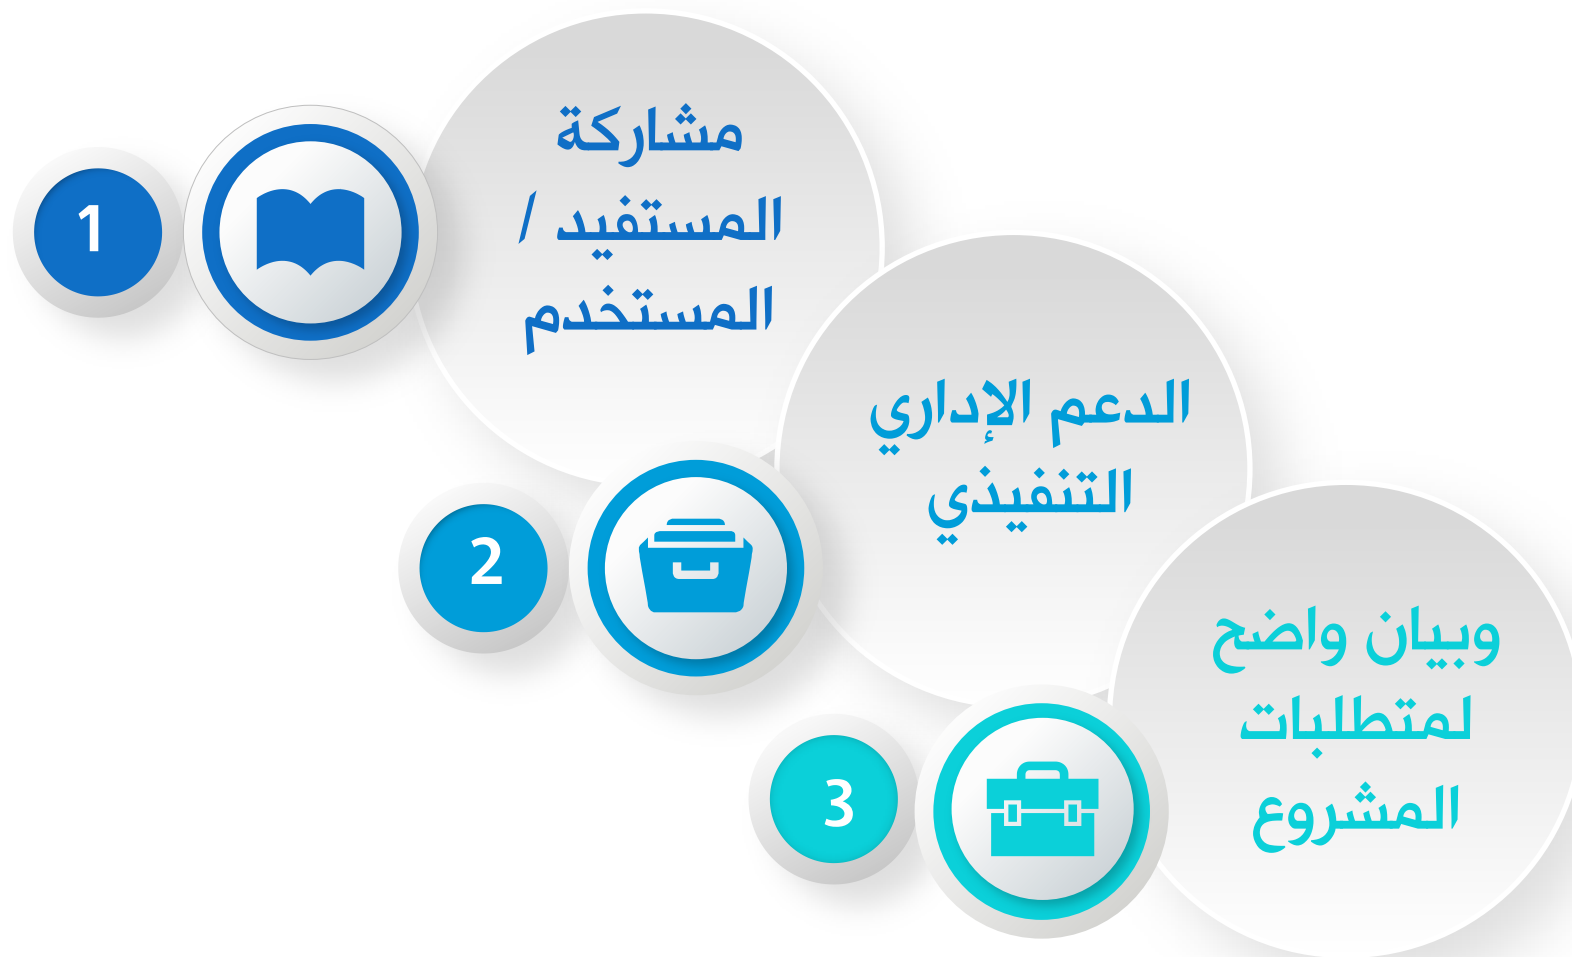 1
مشاركة
المستفيد /
المستخدم
2
الدعم الإداري
التنفيذي
3
وبيان واضح
لمتطلبات
المشروع